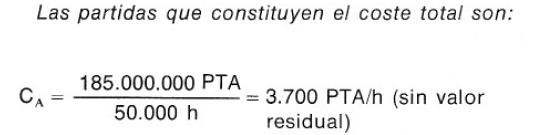 Las partidas que constituyen el coste total son:
C_A = 185.000.000 PTA / 50.000 h = 3.700 PTA/h (sin valor
residual)